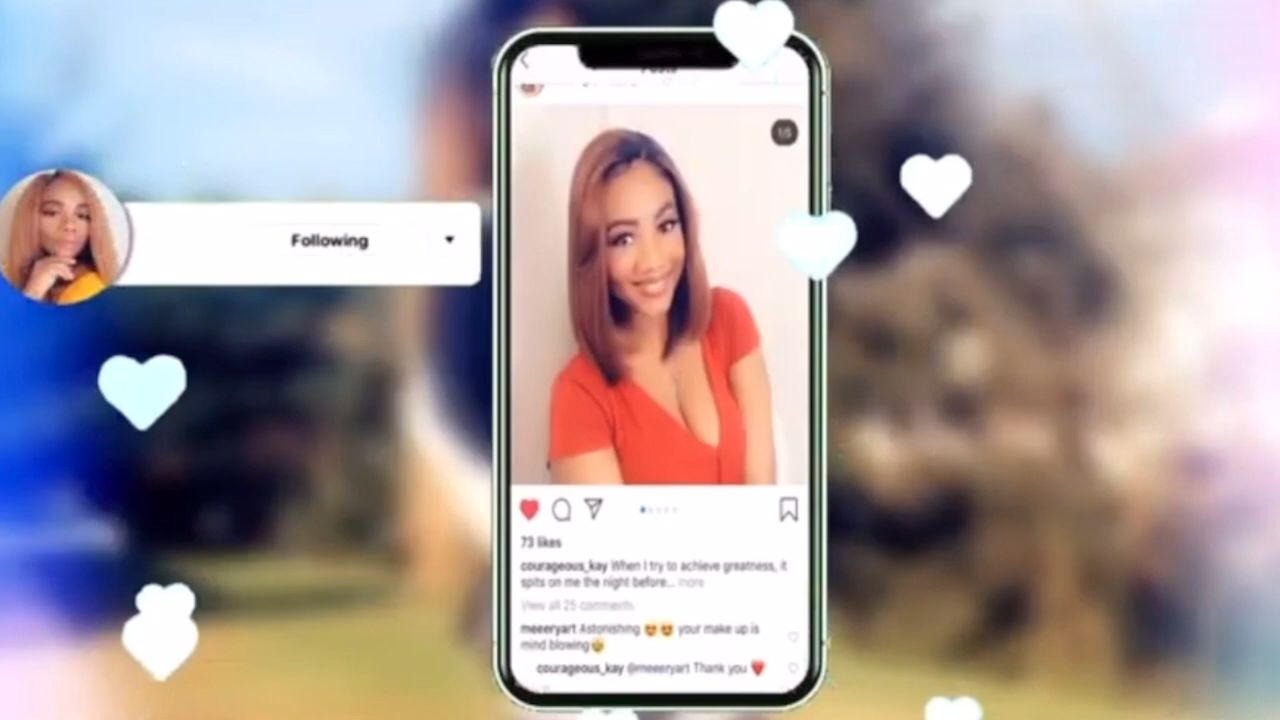 Posts
1/5
Following
73 likes
courageous_kay When I try to achieve greatness, it
spits on me the night before... more
View all 25 comments
meeeryart Astonishing 😍😍 your make up is
mind blowing🤣
courageous_kay @meeeryart Thank you ❤️